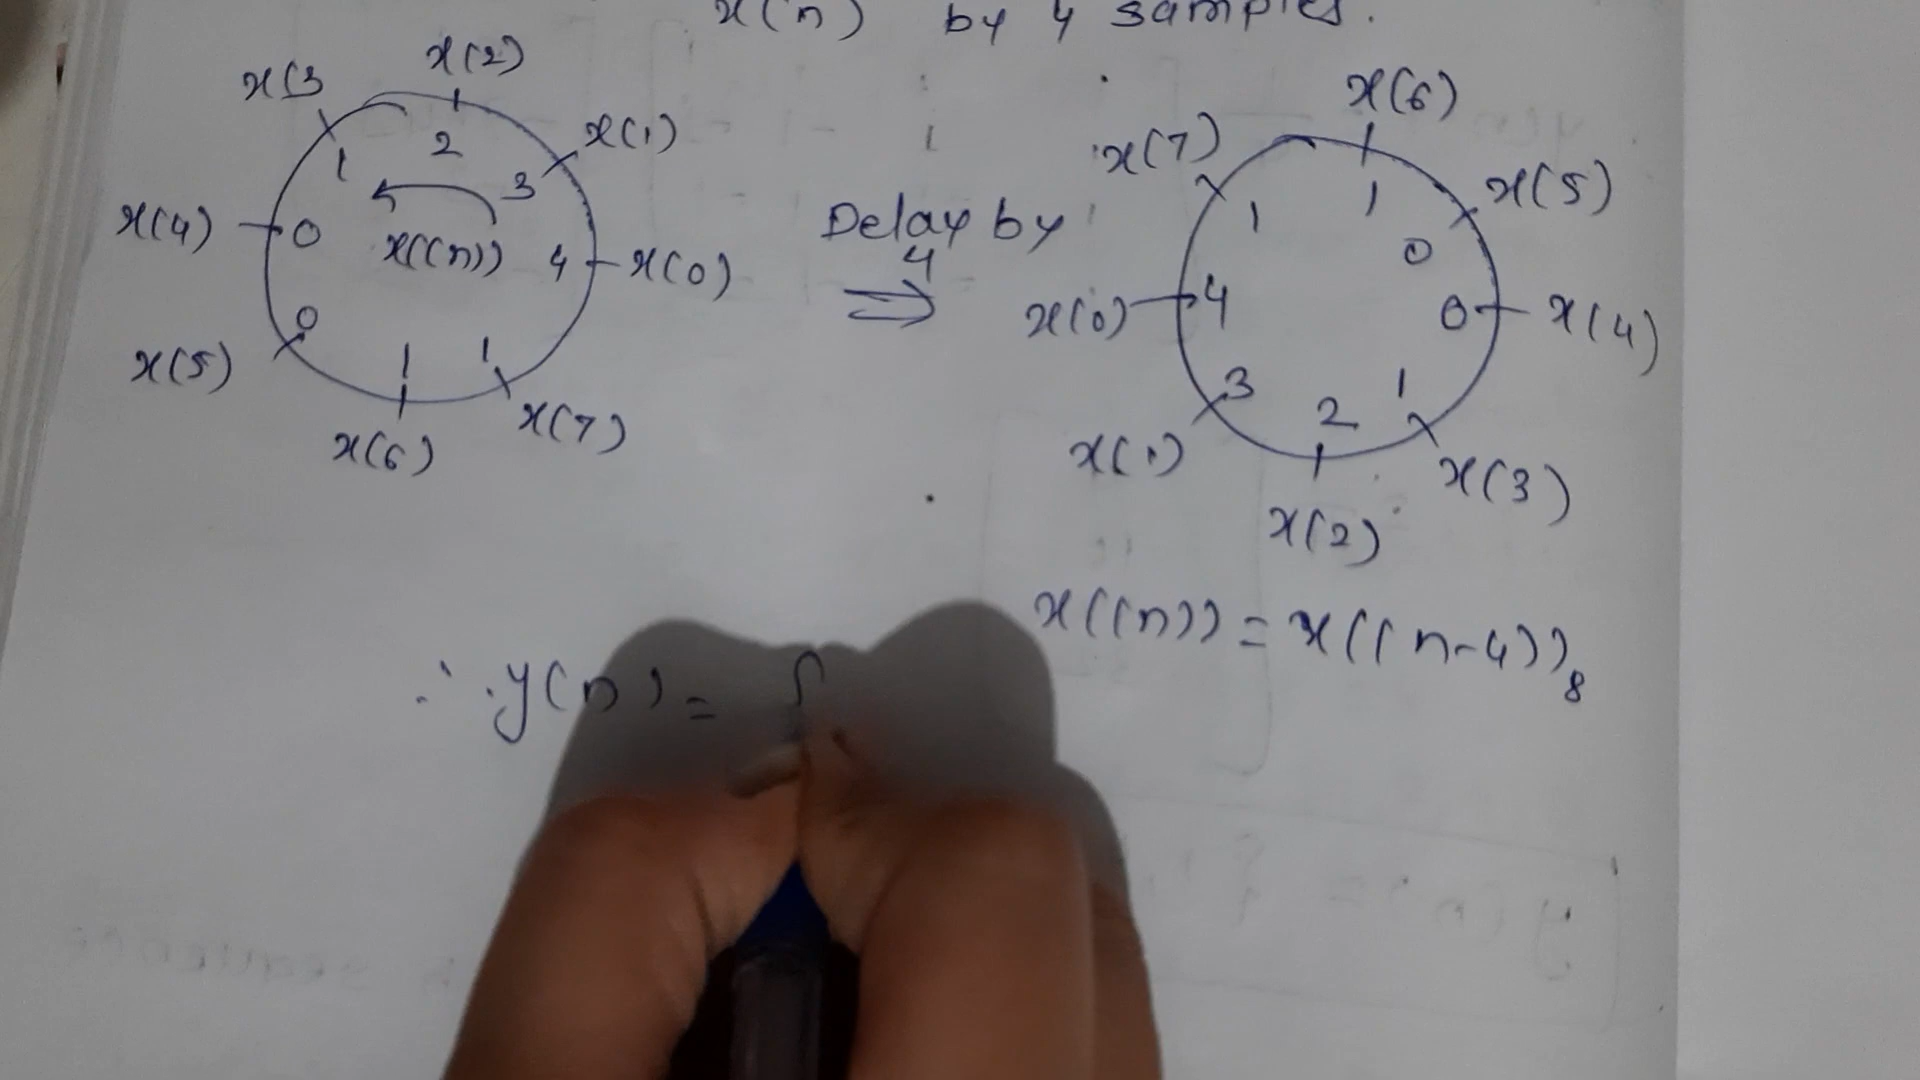 x(n) by 4 samples.
x(3 x(2) x(1) x(4) x(0) x(5) x(6) x(7)
1 2 3 0 4 0 1 1
x((n))
Delay by
4
⇒
x(7) x(6) x(5) x(0) x(4) x(1) x(2) x(3)
1 1 0 4 0 3 2 1
x((n)) = x((n-4))8
∴ y(n) =